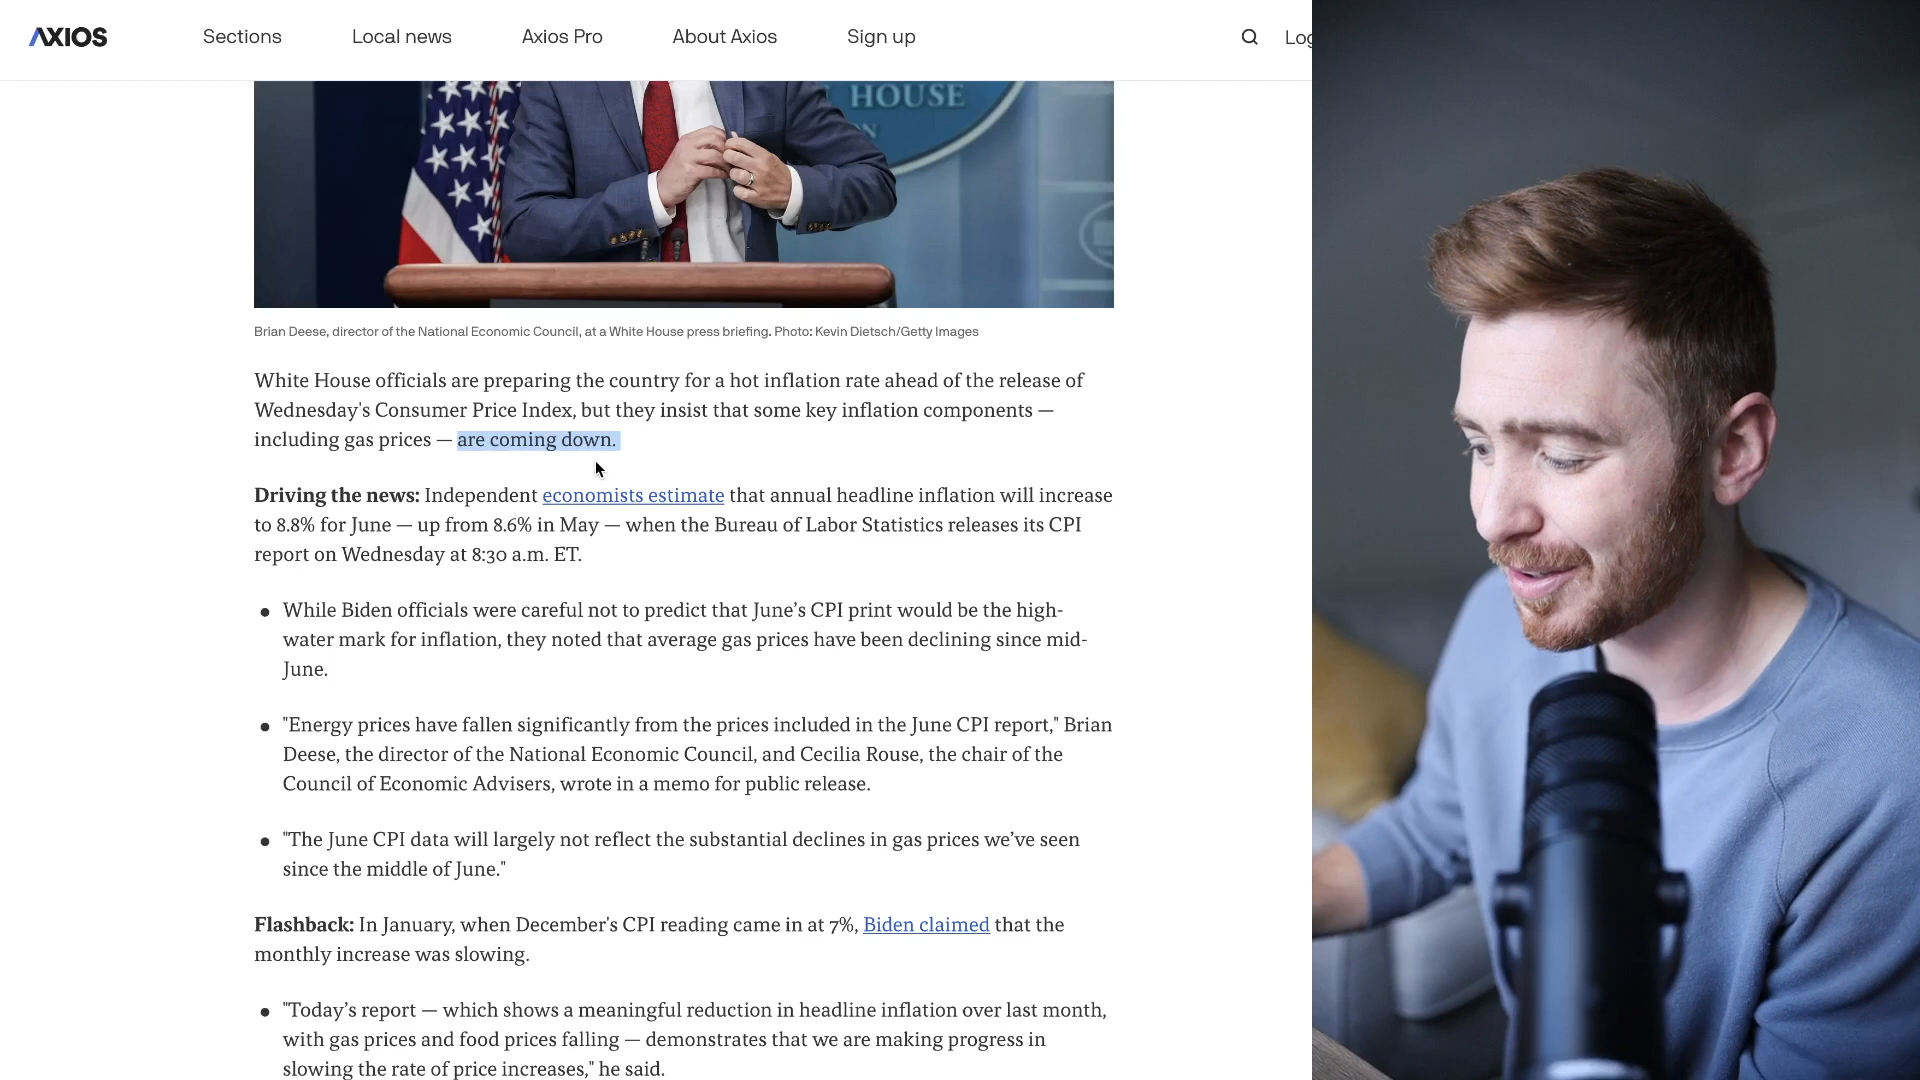 AXIOS
Sections
Local news
Axios Pro
About Axios
Sign up
Log
HOUSE
ON
Brian Deese, director of the National Economic Council, at a White House press briefing. Photo: Kevin Dietsch/Getty Images
White House officials are preparing the country for a hot inflation rate ahead of the release of
Wednesday's Consumer Price Index, but they insist that some key inflation components —
including gas prices — are coming down.
Driving the news: Independent economists estimate that annual headline inflation will increase
to 8.8% for June — up from 8.6% in May — when the Bureau of Labor Statistics releases its CPI
report on Wednesday at 8:30 a.m. ET.
● While Biden officials were careful not to predict that June’s CPI print would be the high-
water mark for inflation, they noted that average gas prices have been declining since mid-
June.
● "Energy prices have fallen significantly from the prices included in the June CPI report," Brian
Deese, the director of the National Economic Council, and Cecilia Rouse, the chair of the
Council of Economic Advisers, wrote in a memo for public release.
● "The June CPI data will largely not reflect the substantial declines in gas prices we’ve seen
since the middle of June."
Flashback: In January, when December's CPI reading came in at 7%, Biden claimed that the
monthly increase was slowing.
● "Today’s report — which shows a meaningful reduction in headline inflation over last month,
with gas prices and food prices falling — demonstrates that we are making progress in
slowing the rate of price increases," he said.